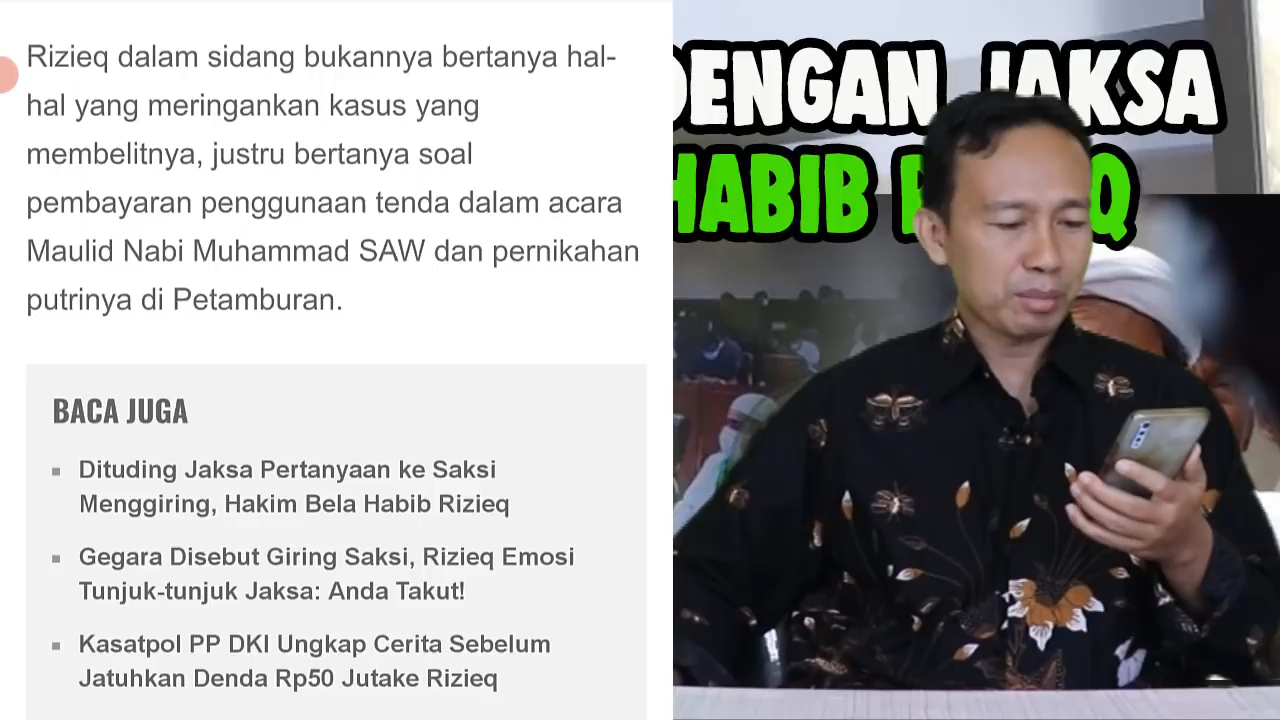 Rizieq dalam sidang bukannya bertanya hal-
hal yang meringankan kasus yang
membelitnya, justru bertanya soal
pembayaran penggunaan tenda dalam acara
Maulid Nabi Muhammad SAW dan pernikahan
putrinya di Petamburan.
BACA JUGA
Dituding Jaksa Pertanyaan ke Saksi
Menggiring, Hakim Bela Habib Rizieq
Gegara Disebut Giring Saksi, Rizieq Emosi
Tunjuk-tunjuk Jaksa: Anda Takut!
Kasatpol PP DKI Ungkap Cerita Sebelum
Jatuhkan Denda Rp50 Jutake Rizieq
DENGAN JAKSA
HABIB